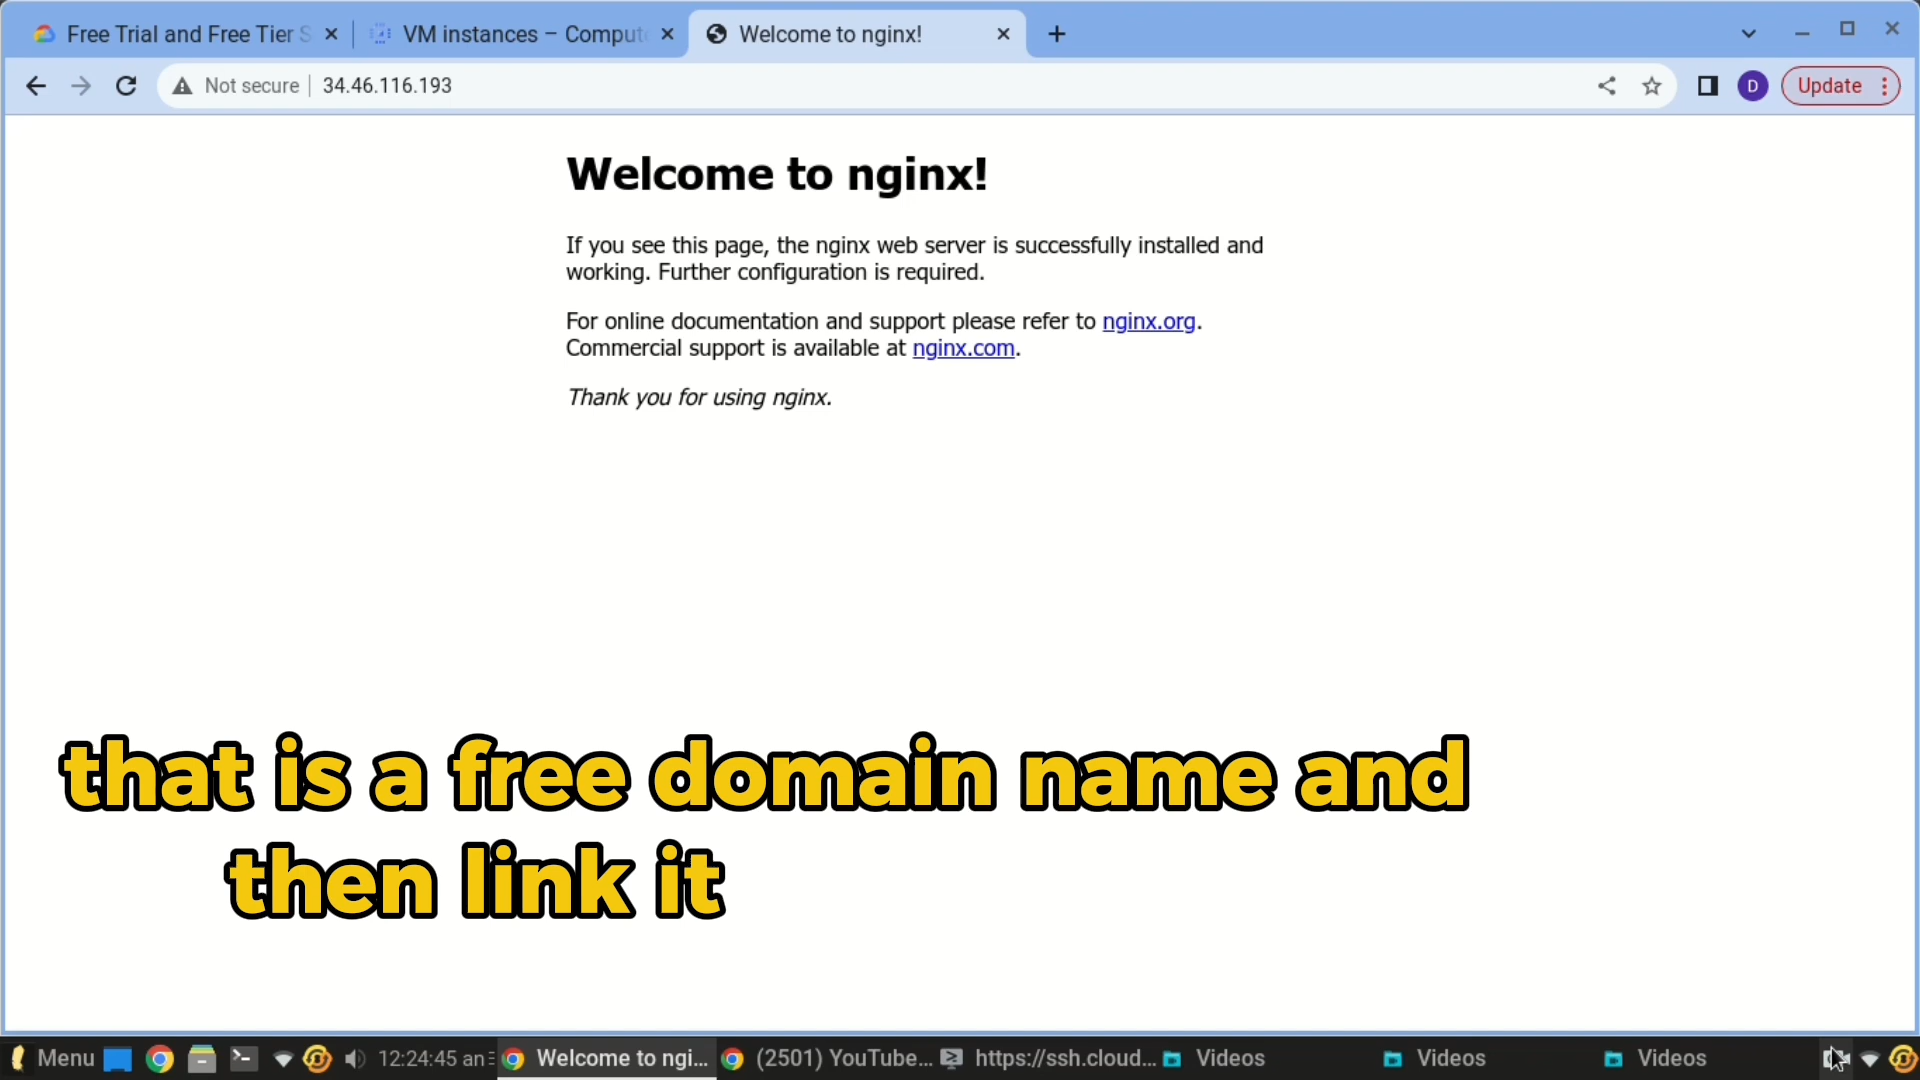 Free Trial and Free Tier S
VM instances – Comput
Welcome to nginx!
Not secure
34.46.116.193
D
Update
Welcome to nginx!
If you see this page, the nginx web server is successfully installed and
working. Further configuration is required.
For online documentation and support please refer to nginx.org.
Commercial support is available at nginx.com.
Thank you for using nginx.
that is a free domain name and
then link it
Menu
12:24:45 an
Welcome to ngi...
(2501) YouTube...
https://ssh.cloud...
Videos
Videos
Videos